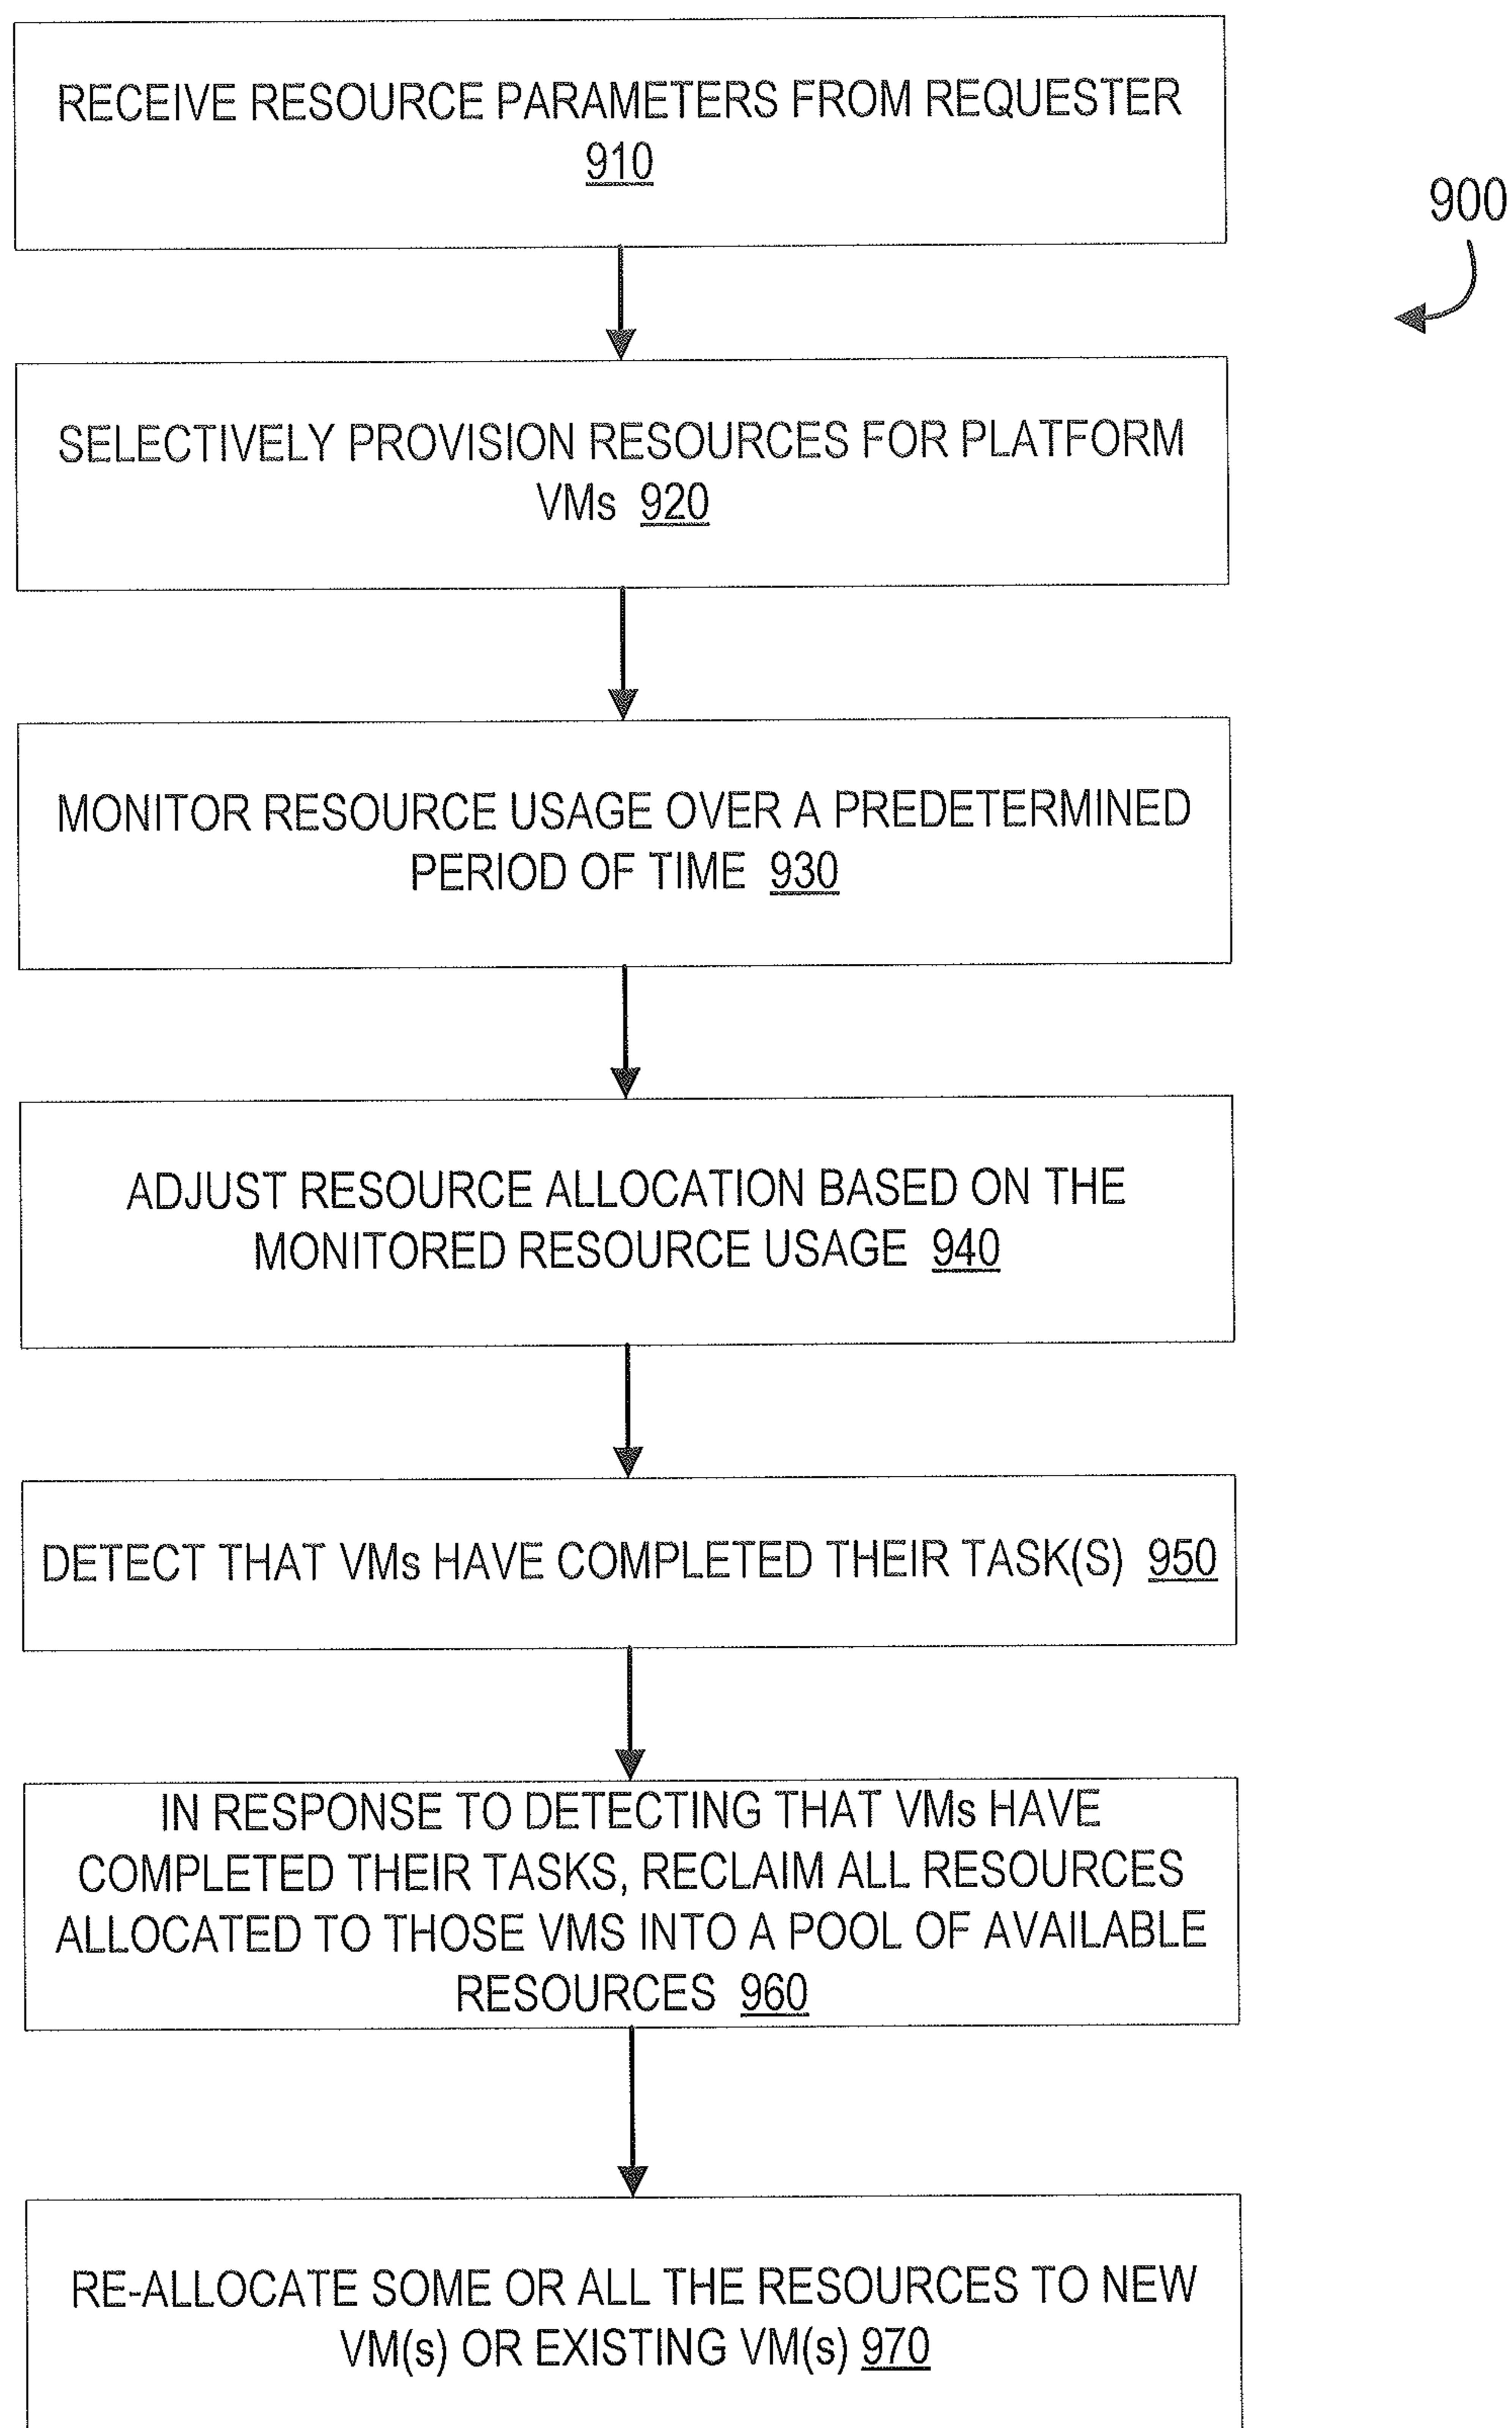 RECEIVE RESOURCE PARAMETERS FROM REQUESTER
910
900
SELECTIVELY PROVISION RESOURCES FOR PLATFORM
VMs 920
MONITOR RESOURCE USAGE OVER A PREDETERMINED
PERIOD OF TIME 930
ADJUST RESOURCE ALLOCATION BASED ON THE
MONITORED RESOURCE USAGE 940
DETECT THAT VMs HAVE COMPLETED THEIR TASK(S) 950
IN RESPONSE TO DETECTING THAT VMs HAVE
COMPLETED THEIR TASKS, RECLAIM ALL RESOURCES
ALLOCATED TO THOSE VMS INTO A POOL OF AVAILABLE
RESOURCES 960
RE-ALLOCATE SOME OR ALL THE RESOURCES TO NEW
VM(s) OR EXISTING VM(s) 970